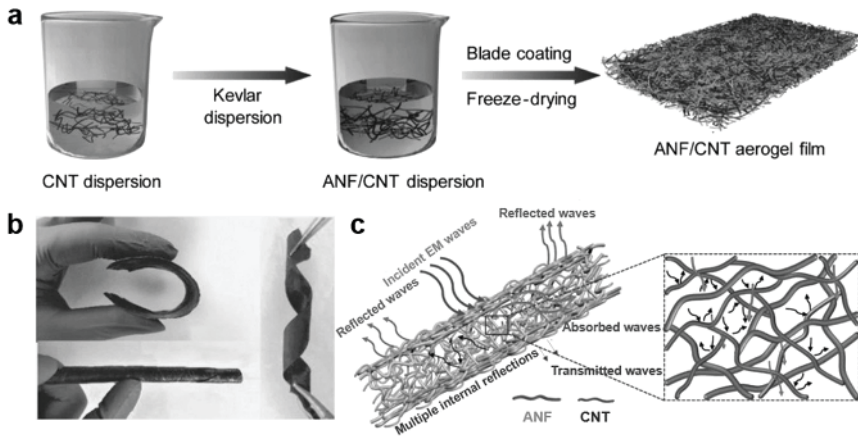 a
Kevlar
dispersion
Blade coating
Freeze-drying
CNT dispersion
ANF/CNT dispersion
ANF/CNT aerogel film
b
c
Reflected waves
Incident EM waves
Reflected waves
Absorbed waves
Transmitted waves
Multiple internal reflections
ANF
CNT